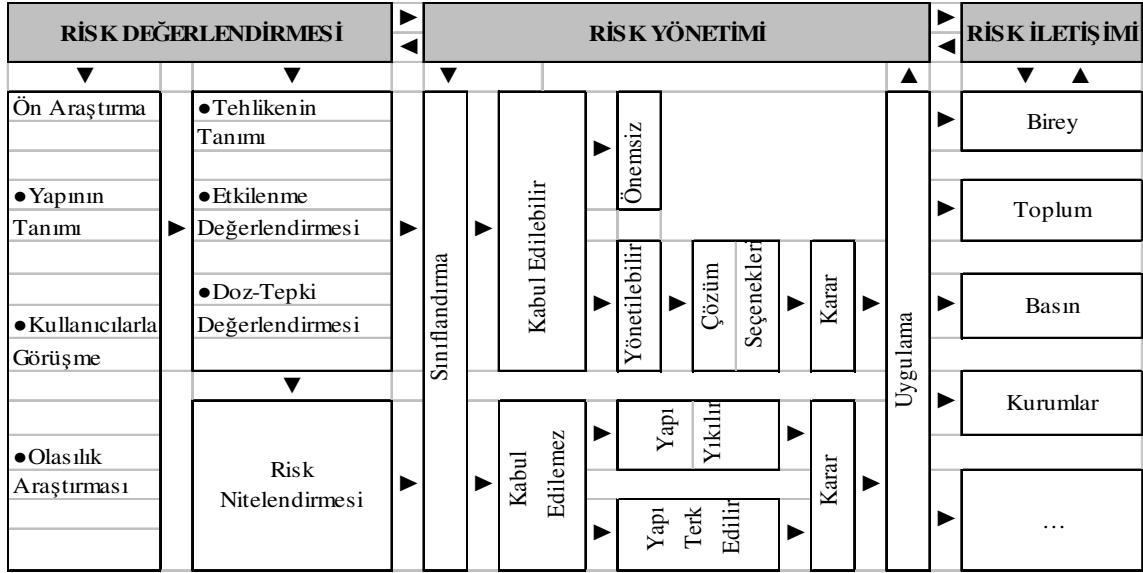 RİSK DEĞERLENDİRMESİ
RİSK YÖNETİMİ
RİSK İLETİŞİMİ
Ön Araştırma
●Yapının
Tanımı
●Kullanıcılarla
Görüşme
●Olasılık
Araştırması
●Tehlikenin
Tanımı
●Etkilenme
Değerlendirmesi
●Doz-Tepki
Değerlendirmesi
Risk
Nitelendirmesi
Sınıflandırma
Kabul Edilebilir
Önemsiz
Yönetilebilir
Çözüm
Seçenekleri
Karar
Kabul
Edilemez
Yapı
Yıkılır
Yapı
Terk
Edilir
Karar
Uygulama
Birey
Toplum
Basın
Kurumlar
…